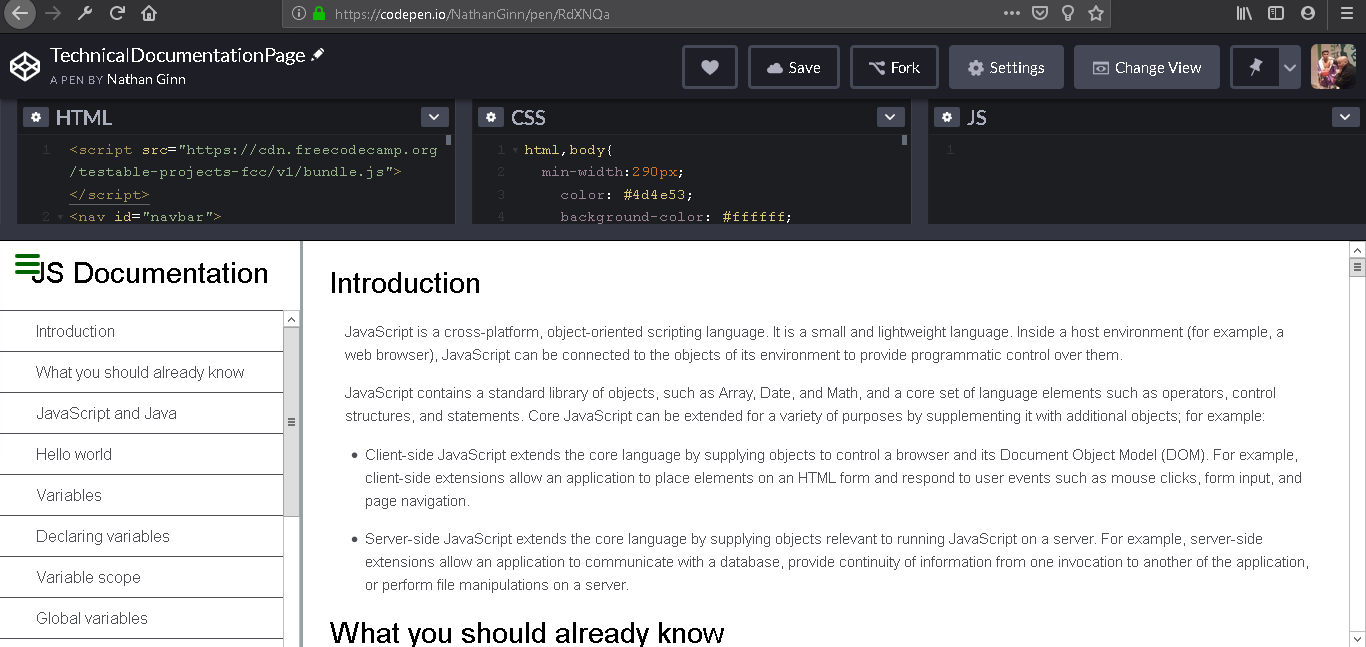 https://codepen.io/NathanGinn/pen/RdXNQa
TechnicalDocumentationPage
A PEN BY Nathan Ginn
Save
Fork
Settings
Change View
HTML
1 <script src="https://cdn.freecodecamp.org
/testable-projects-fcc/v1/bundle.js">
</script>
2 <nav id="navbar">
CSS
1 html,body{
2 min-width:290px;
3 color: #4d4e53;
4 background-color: #ffffff;
JS
1
JS Documentation
Introduction
What you should already know
JavaScript and Java
Hello world
Variables
Declaring variables
Variable scope
Global variables
Introduction
JavaScript is a cross-platform, object-oriented scripting language. It is a small and lightweight language. Inside a host environment (for example, a
web browser), JavaScript can be connected to the objects of its environment to provide programmatic control over them.
JavaScript contains a standard library of objects, such as Array, Date, and Math, and a core set of language elements such as operators, control
structures, and statements. Core JavaScript can be extended for a variety of purposes by supplementing it with additional objects; for example:
• Client-side JavaScript extends the core language by supplying objects to control a browser and its Document Object Model (DOM). For example,
client-side extensions allow an application to place elements on an HTML form and respond to user events such as mouse clicks, form input, and
page navigation.
• Server-side JavaScript extends the core language by supplying objects relevant to running JavaScript on a server. For example, server-side
extensions allow an application to communicate with a database, provide continuity of information from one invocation to another of the application,
or perform file manipulations on a server.
What you should already know